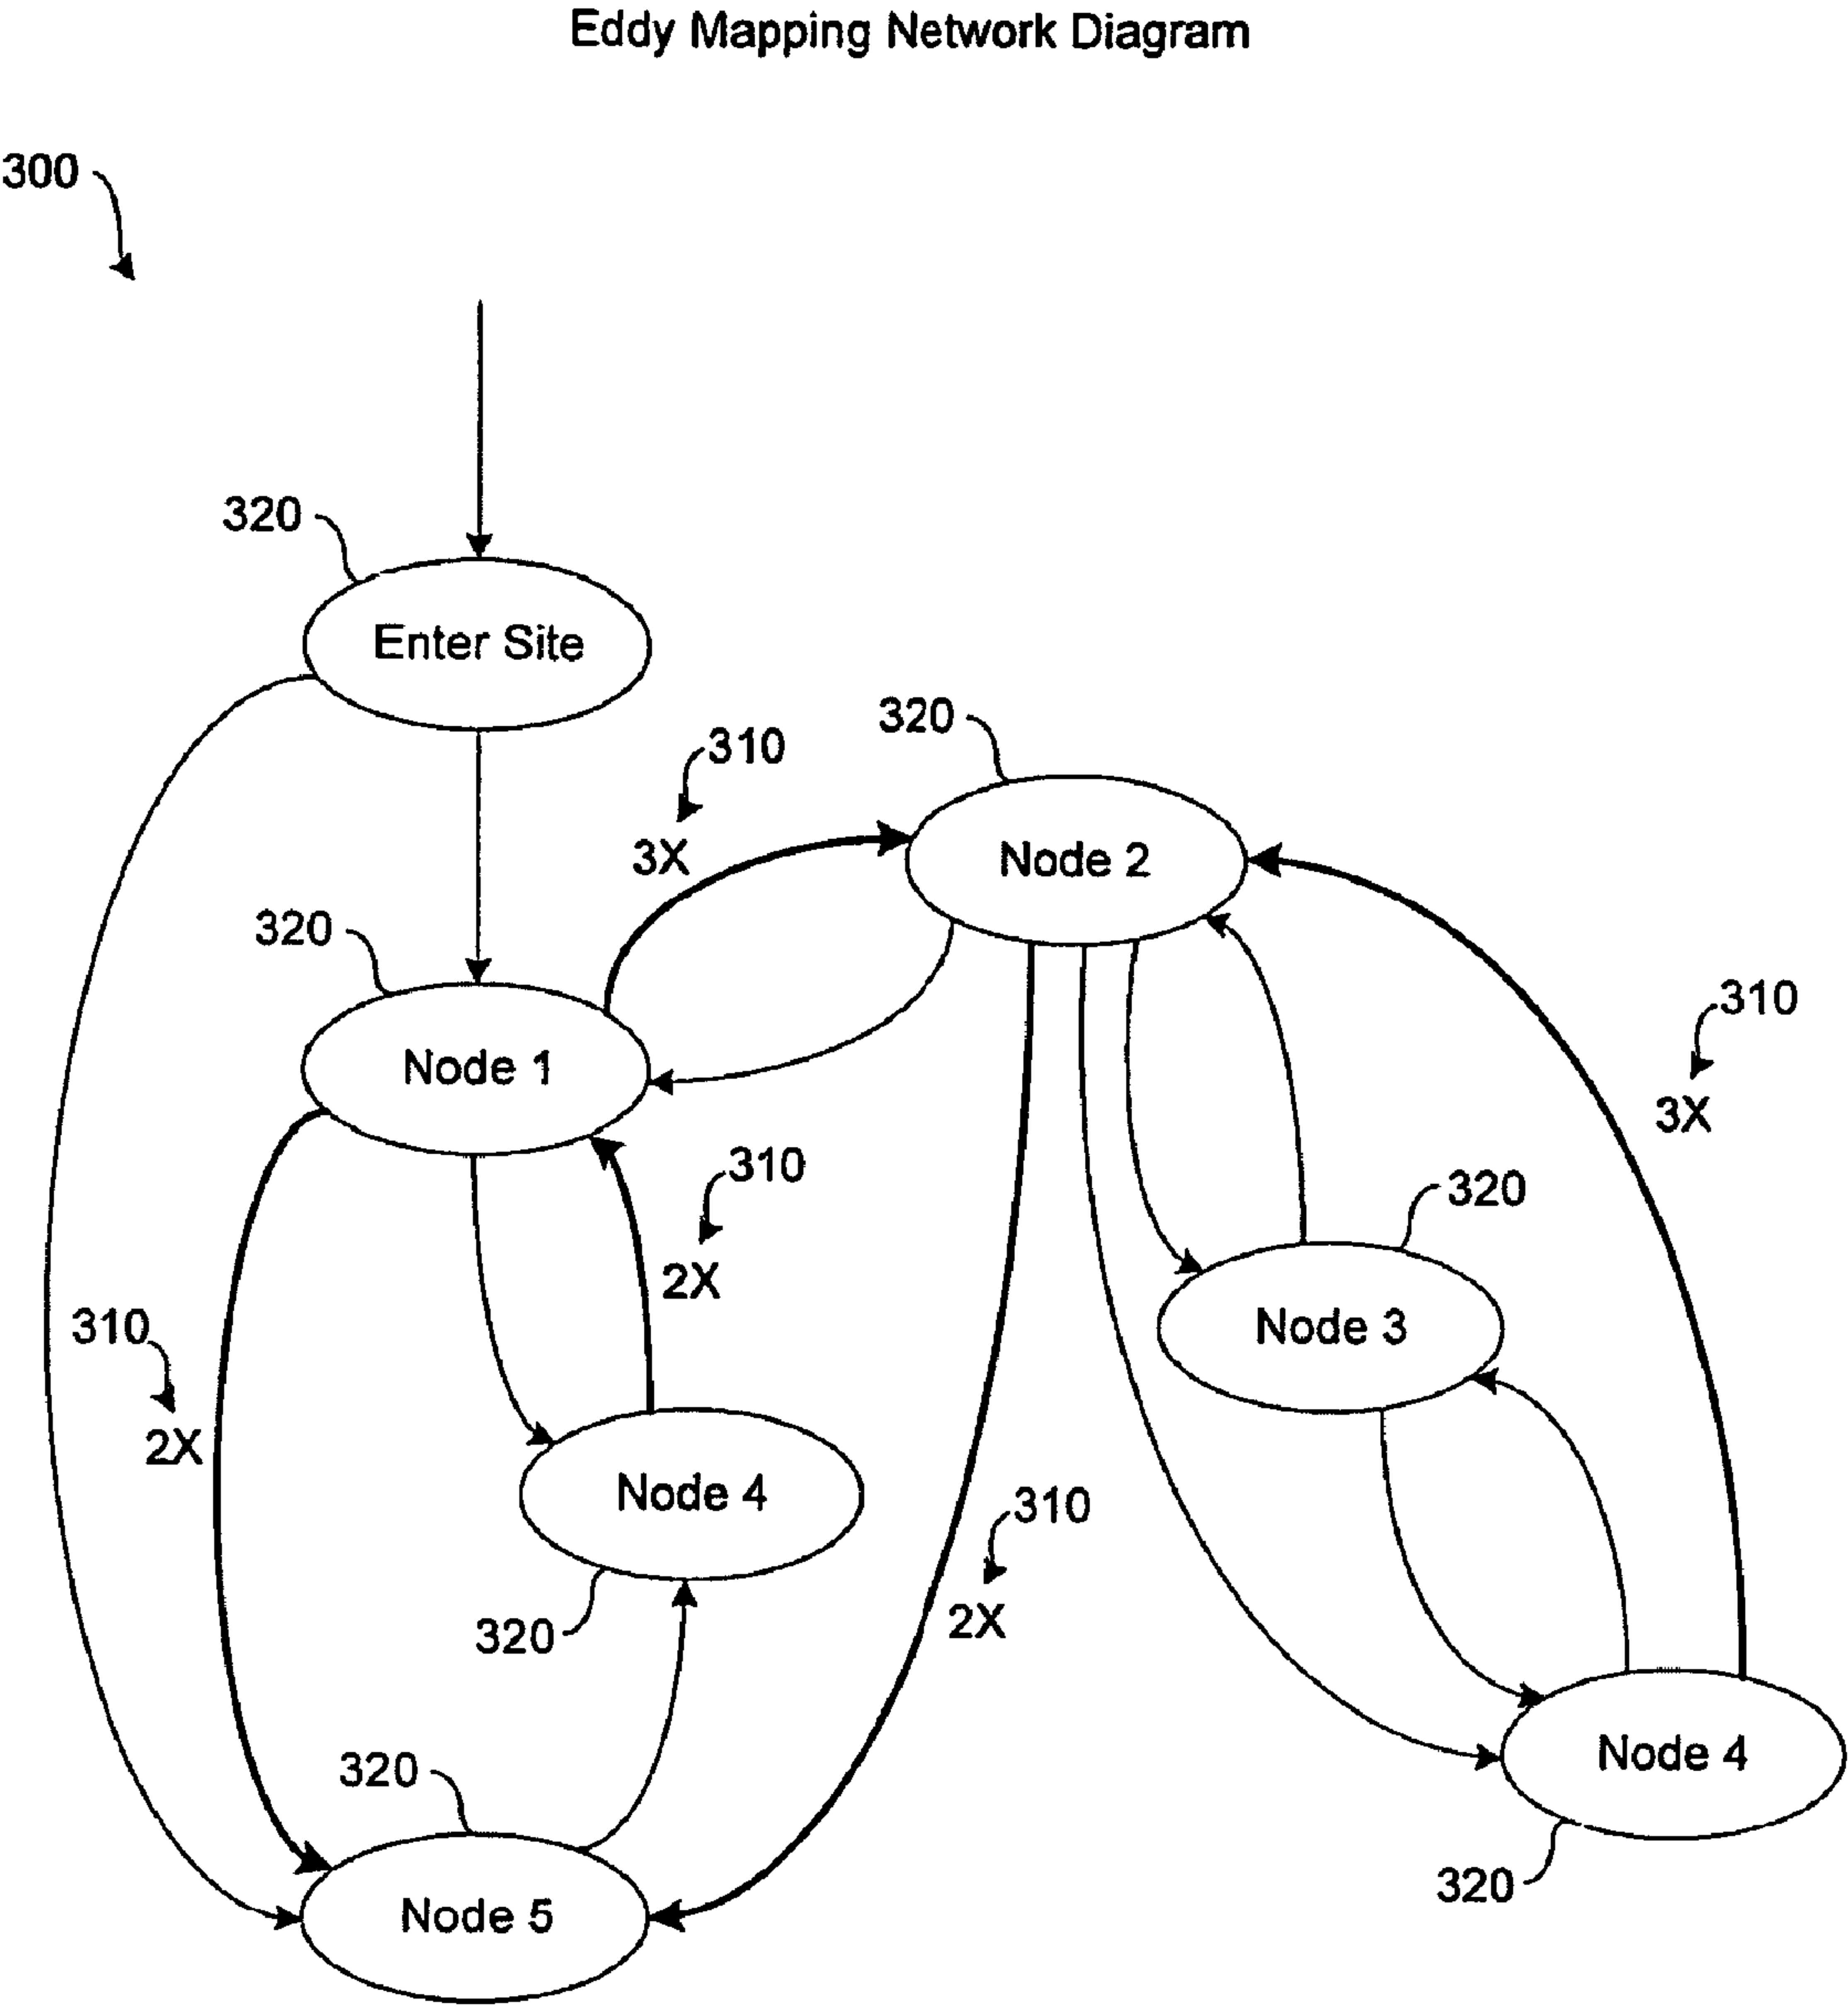 Eddy Mapping Network Diagram
300
320
Enter Site
320
310
3X
Node 2
320
310
Node 1
3X
310
320
2X
310
Node 3
2X
Node 4
310
320
2X
320
Node 4
320
Node 5